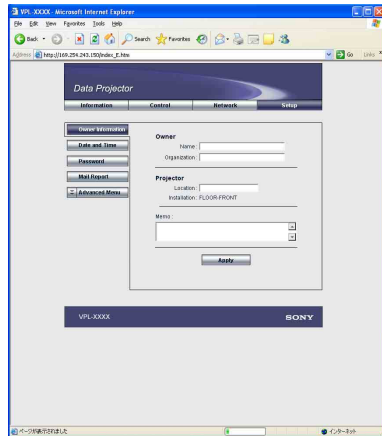 VPL-XXXX - Microsoft Internet Explorer
File Edit View Favorites Tools Help
Back Search Favorites
Address http://169.254.243.150/index_E.htm Go Links
Data Projector
Information Control Network Setup
Owner Information
Date and Time
Password
Mail Report
Advanced Menu
Owner
Name :
Organization :
Projector
Location :
Installation : FLOOR-FRONT
Memo :
Apply
VPL-XXXX SONY
ページが表示されました インターネット